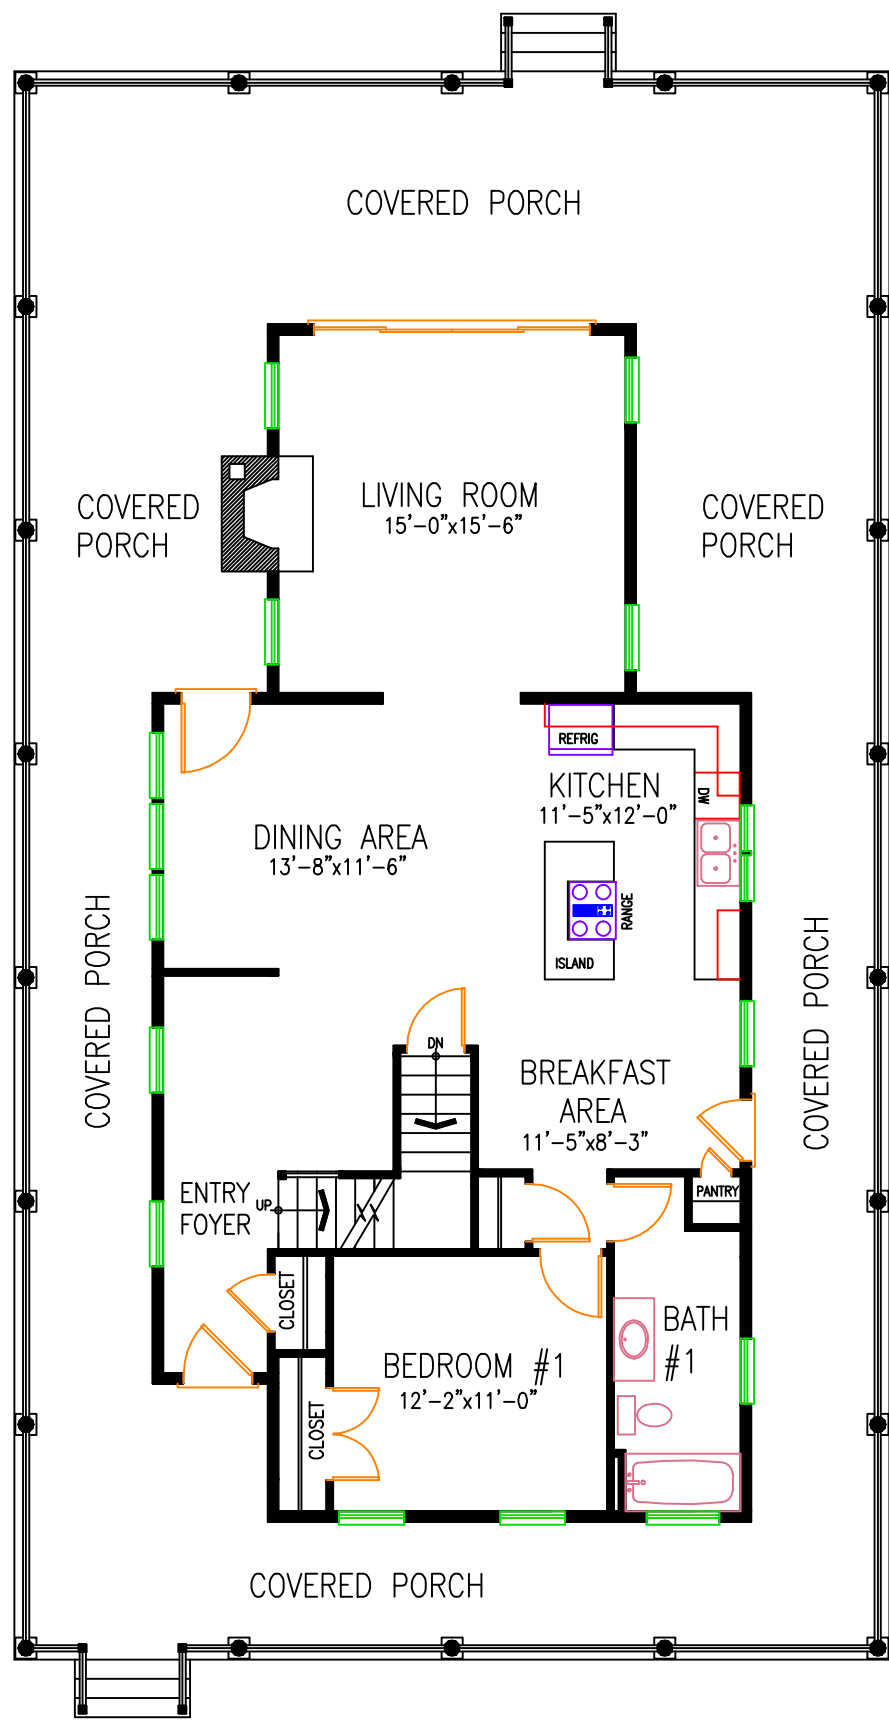 COVERED PORCH
LIVING ROOM
15'-0"x15'-6"
COVERED
PORCH
COVERED
PORCH
REFRIG
KITCHEN
11'-5"x12'-0"
DW
DINING AREA
13'-8"x11'-6"
RANGE
ISLAND
COVERED PORCH
COVERED PORCH
DN
BREAKFAST
AREA
11'-5"x8'-3"
ENTRY
FOYER
UP
PANTRY
CLOSET
BATH
#1
BEDROOM #1
12'-2"x11'-0"
CLOSET
COVERED PORCH